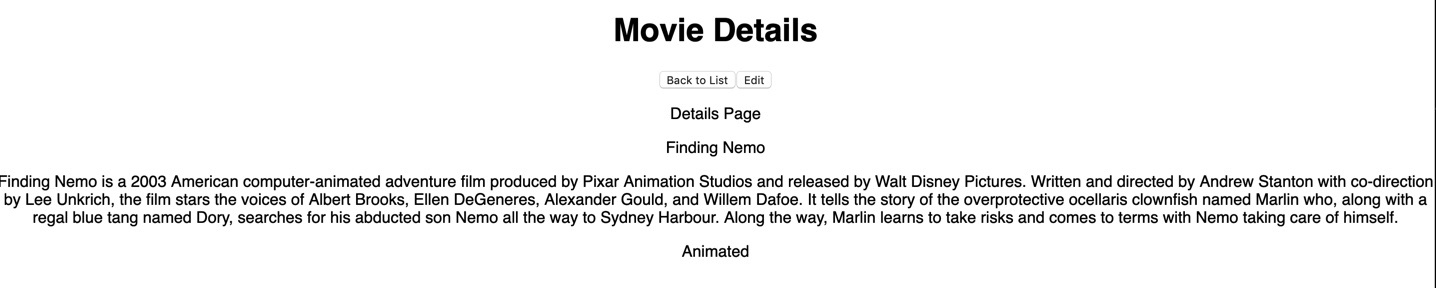 Movie Details
Back to List Edit
Details Page
Finding Nemo
Finding Nemo is a 2003 American computer-animated adventure film produced by Pixar Animation Studios and released by Walt Disney Pictures. Written and directed by Andrew Stanton with co-direction
by Lee Unkrich, the film stars the voices of Albert Brooks, Ellen DeGeneres, Alexander Gould, and Willem Dafoe. It tells the story of the overprotective ocellaris clownfish named Marlin who, along with a
regal blue tang named Dory, searches for his abducted son Nemo all the way to Sydney Harbour. Along the way, Marlin learns to take risks and comes to terms with Nemo taking care of himself.
Animated